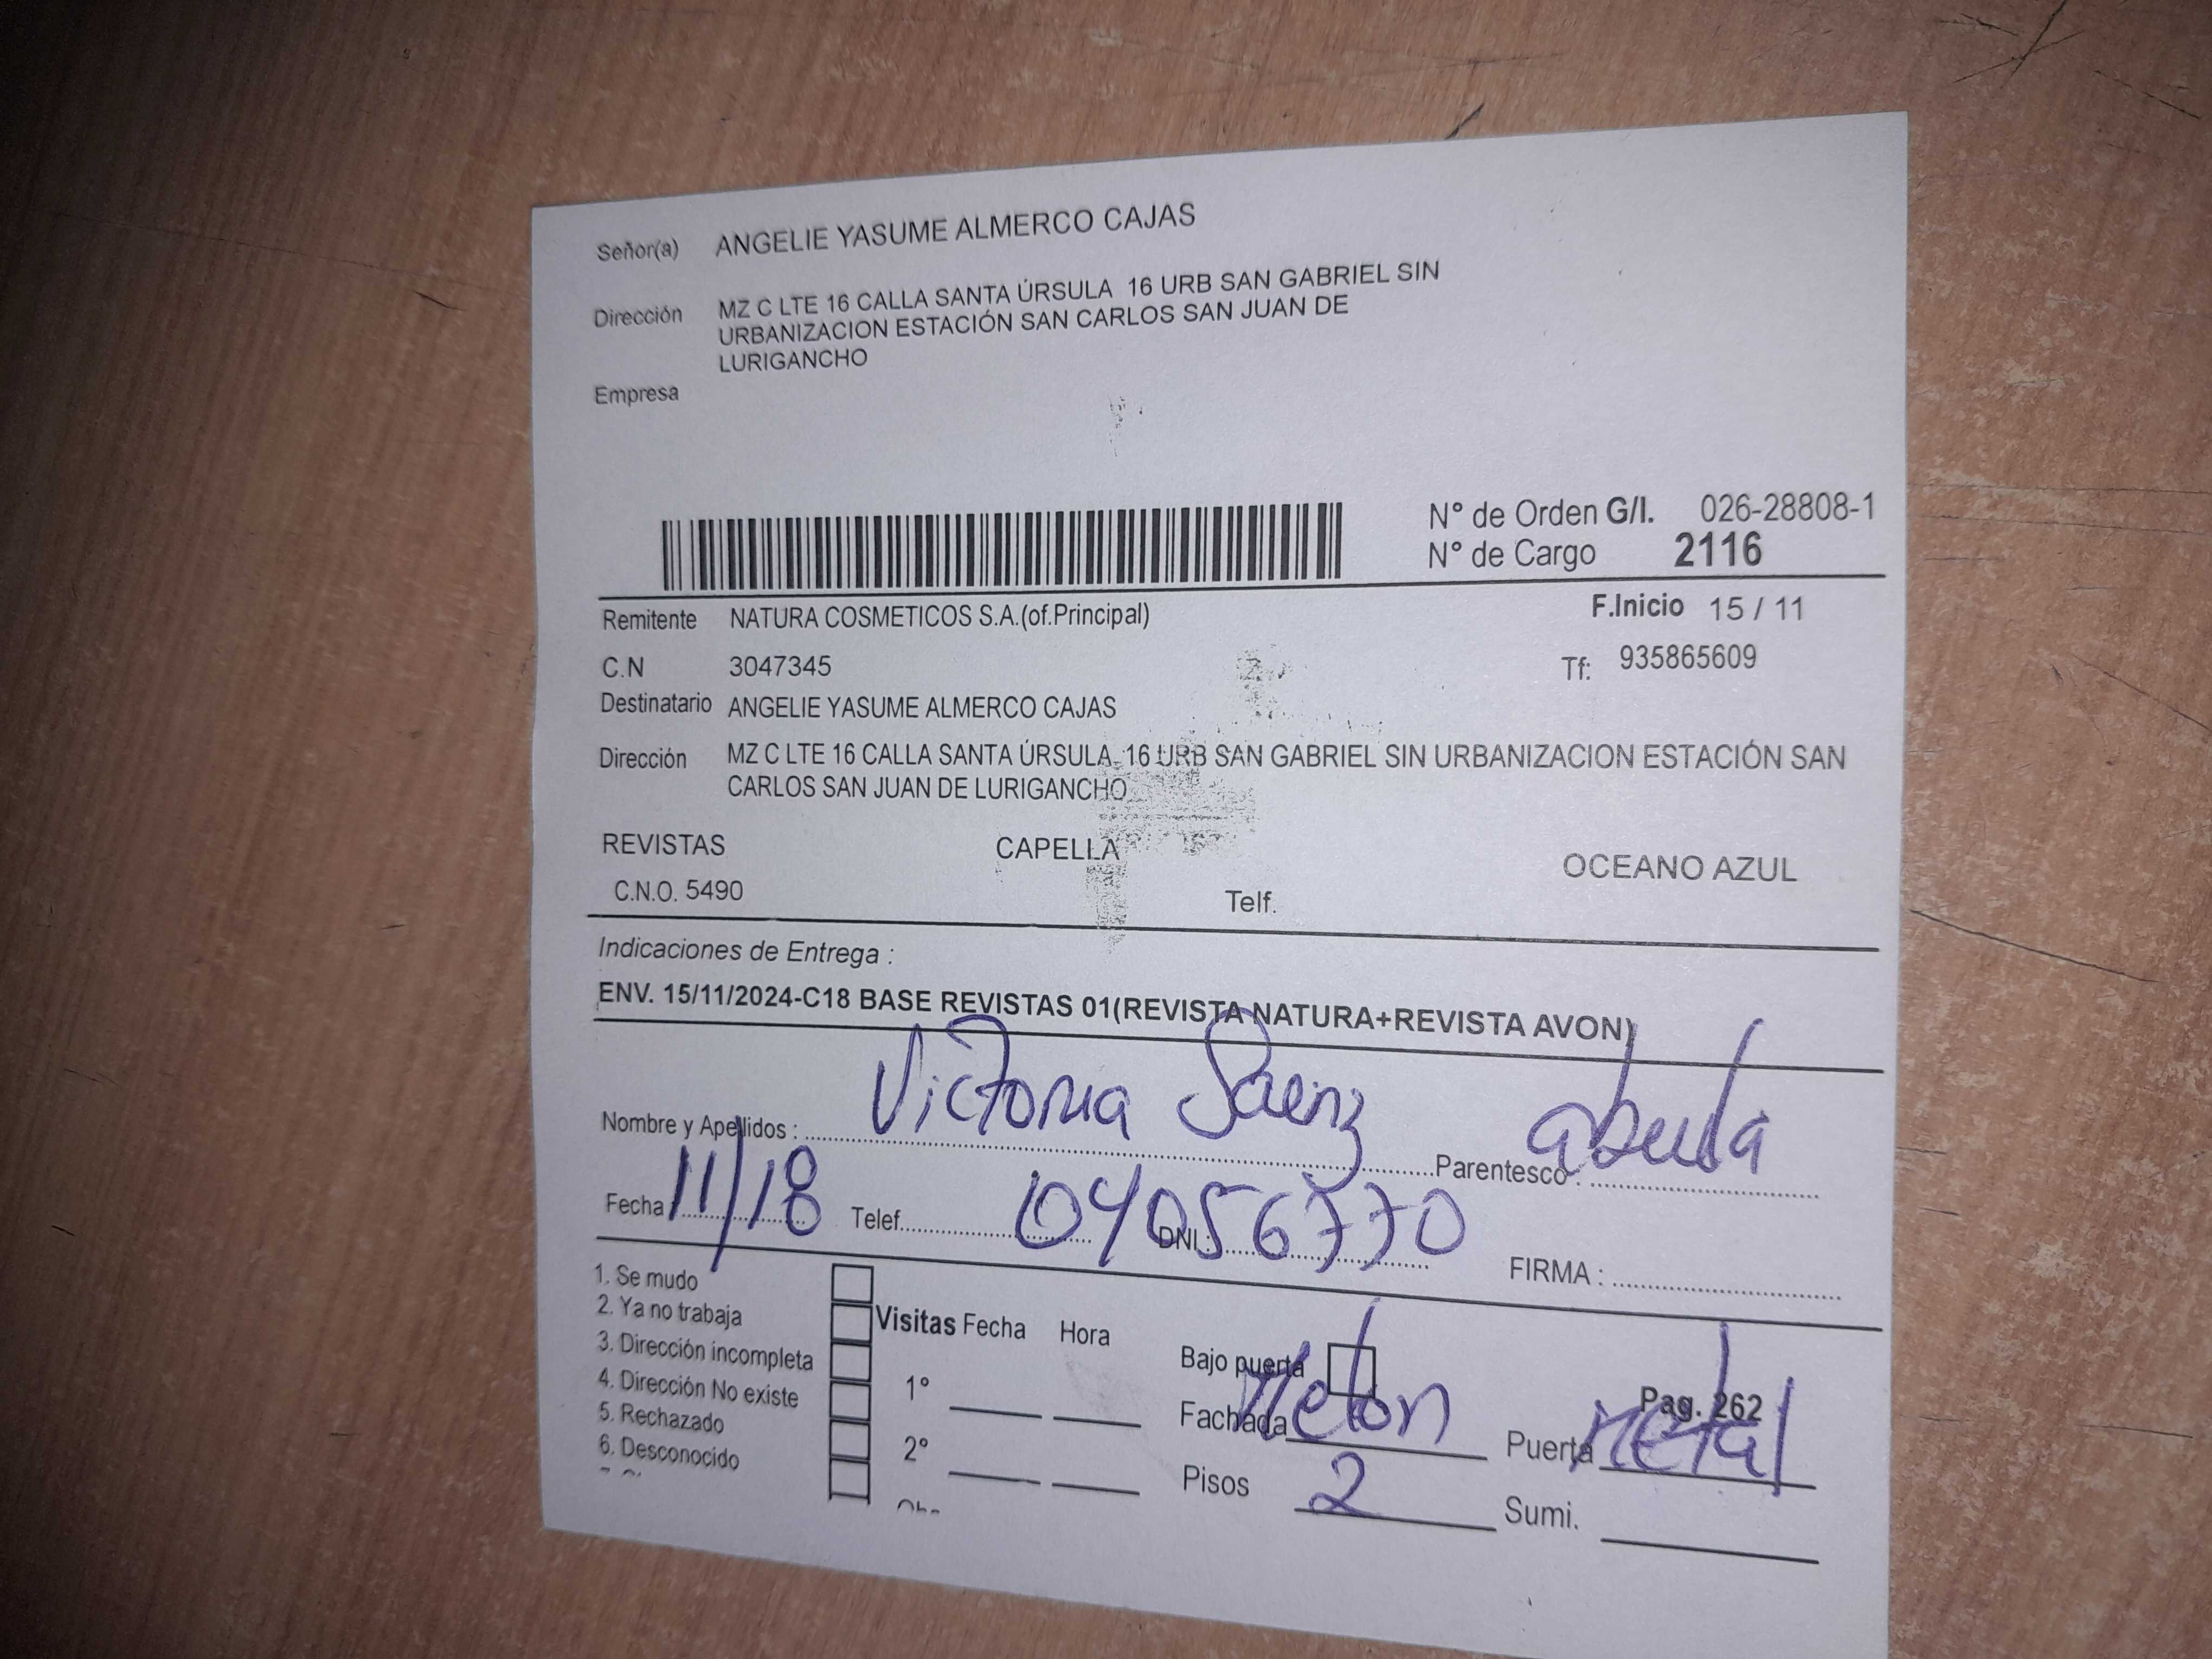 Señor(a) ANGELIE YASUME ALMERCO CAJAS
Dirección MZ C LTE 16 CALLA SANTA ÚRSULA 16 URB SAN GABRIEL SIN
URBANIZACION ESTACIÓN SAN CARLOS SAN JUAN DE
LURIGANCHO
Empresa
N° de Orden G/I. 026-28808-1
N° de Cargo 2116
Remitente NATURA COSMETICOS S.A.(of.Principal) F.Inicio 15 / 11
C.N 3047345 Tf: 935865609
Destinatario ANGELIE YASUME ALMERCO CAJAS
Dirección MZ C LTE 16 CALLA SANTA ÚRSULA 16 URB SAN GABRIEL SIN URBANIZACION ESTACIÓN SAN
CARLOS SAN JUAN DE LURIGANCHO
REVISTAS CAPELLA OCEANO AZUL
C.N.O. 5490 Telf.
Indicaciones de Entrega :
ENV. 15/11/2024-C18 BASE REVISTAS 01(REVISTA NATURA+REVISTA AVON)
Nombre y Apellidos : Victoria Saenz Parentesco : abuela
Fecha 11/18 Telef. DNI 04056770 FIRMA :
1. Se mudo
2. Ya no trabaja
3. Dirección incompleta
4. Dirección No existe
5. Rechazado
6. Desconocido
Visitas Fecha Hora
1°
2°
Bajo puerta
Pag. 262
Fachada Melon Puerta metal
Pisos 2 Sumi.